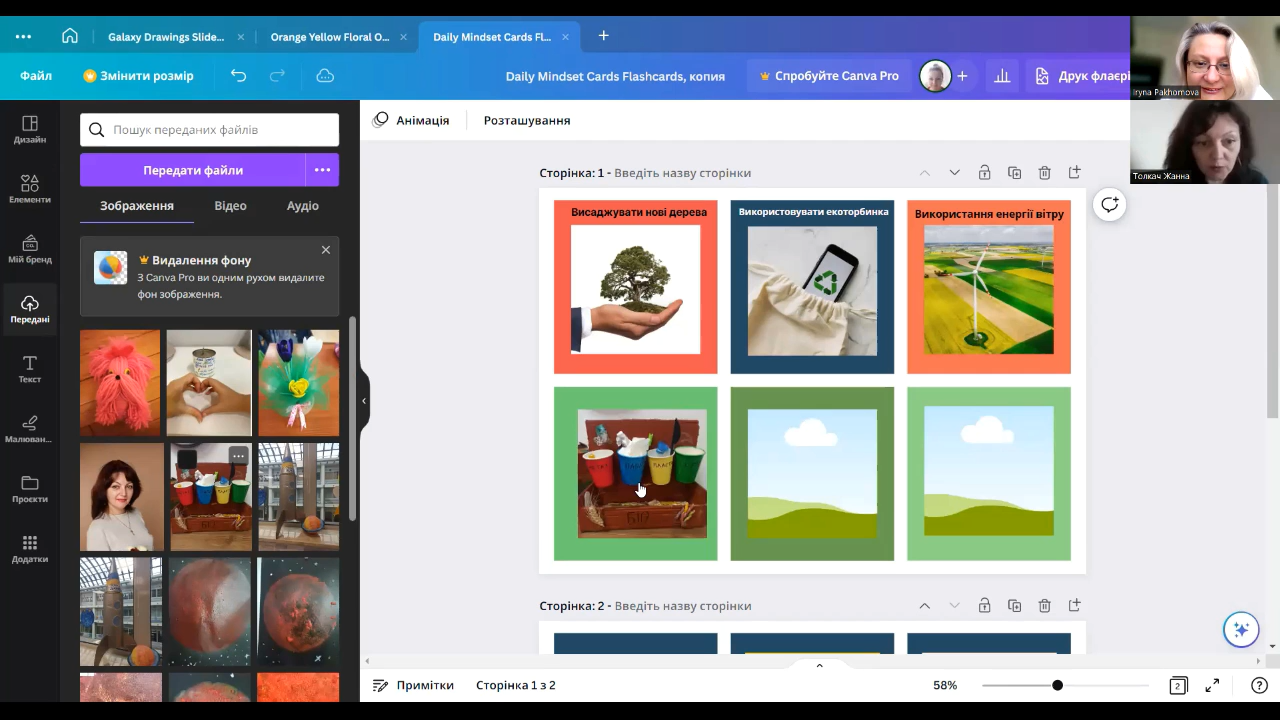 Galaxy Drawings Slide...
Orange Yellow Floral O...
Daily Mindset Cards Fl...
Файл
Змінити розмір
Daily Mindset Cards Flashcards, копия
Спробуйте Canva Pro
Друк флаєрі
Iryna Pakhomova
Толкач Жанна
Дизайн
Елементи
Мій бренд
Передані
Текст
Малюван...
Проєкти
Додатки
Пошук переданих файлів
Передати файли
Зображення
Відео
Аудіо
Видалення фону
З Canva Pro ви одним рухом видалите
фон зображення.
Анімація
Розташування
Сторінка: 1 - Введіть назву сторінки
Висаджувати нові дерева
Використовувати екоторбинка
Використання енергії вітру
Сторінка: 2 - Введіть назву сторінки
Примітки
Сторінка 1 з 2
58%
2